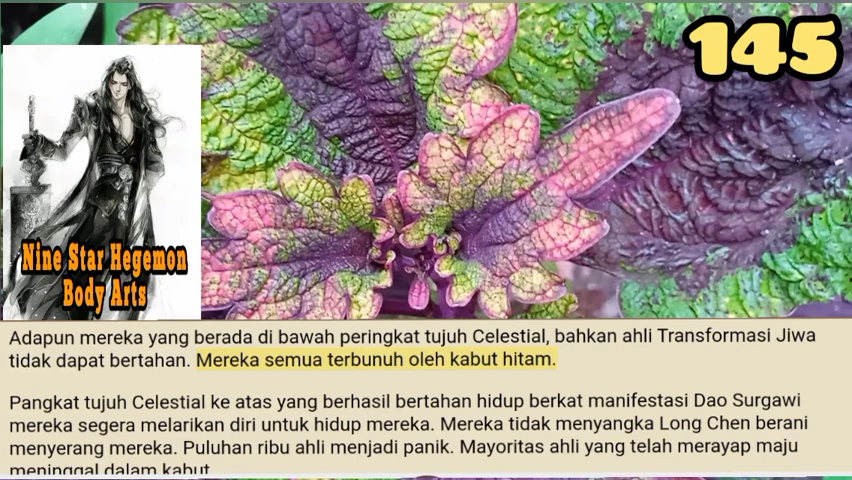 145
Nine Star Hegemon
Body Arts
Adapun mereka yang berada di bawah peringkat tujuh Celestial, bahkan ahli Transformasi Jiwa
tidak dapat bertahan. Mereka semua terbunuh oleh kabut hitam.
Pangkat tujuh Celestial ke atas yang berhasil bertahan hidup berkat manifestasi Dao Surgawi
mereka segera melarikan diri untuk hidup mereka. Mereka tidak menyangka Long Chen berani
menyerang mereka. Puluhan ribu ahli menjadi panik. Mayoritas ahli yang telah merayap maju
meninggal dalam kabut